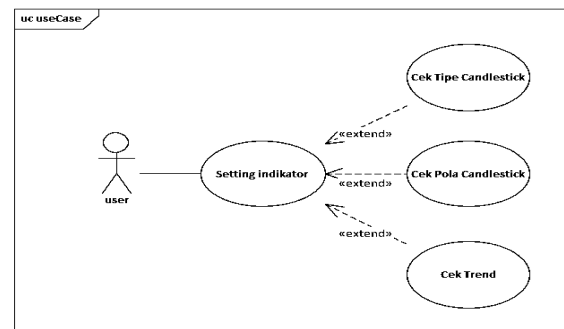 uc useCase
Cek Tipe Candlestick
«extend»
Setting indikator
Cek Pola Candlestick
«extend»
user
«extend»
Cek Trend